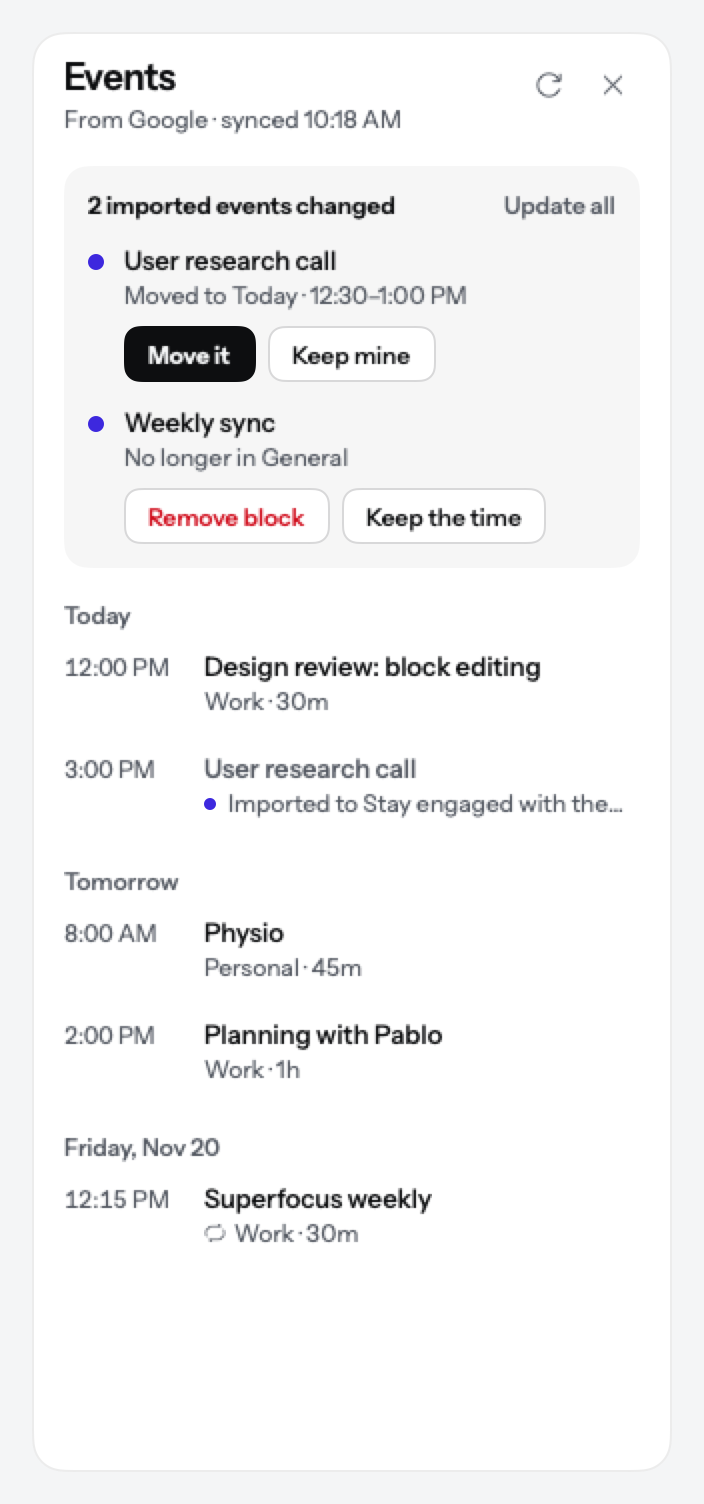 Events
From Google · synced 10:18 AM
2 imported events changed
Update all
User research call
Moved to Today · 12:30–1:00 PM
Move it
Keep mine
Weekly sync
No longer in General
Remove block
Keep the time
Today
12:00 PM
Design review: block editing
Work · 30m
3:00 PM
User research call
Imported to Stay engaged with the...
Tomorrow
8:00 AM
Physio
Personal · 45m
2:00 PM
Planning with Pablo
Work · 1h
Friday, Nov 20
12:15 PM
Superfocus weekly
Work · 30m